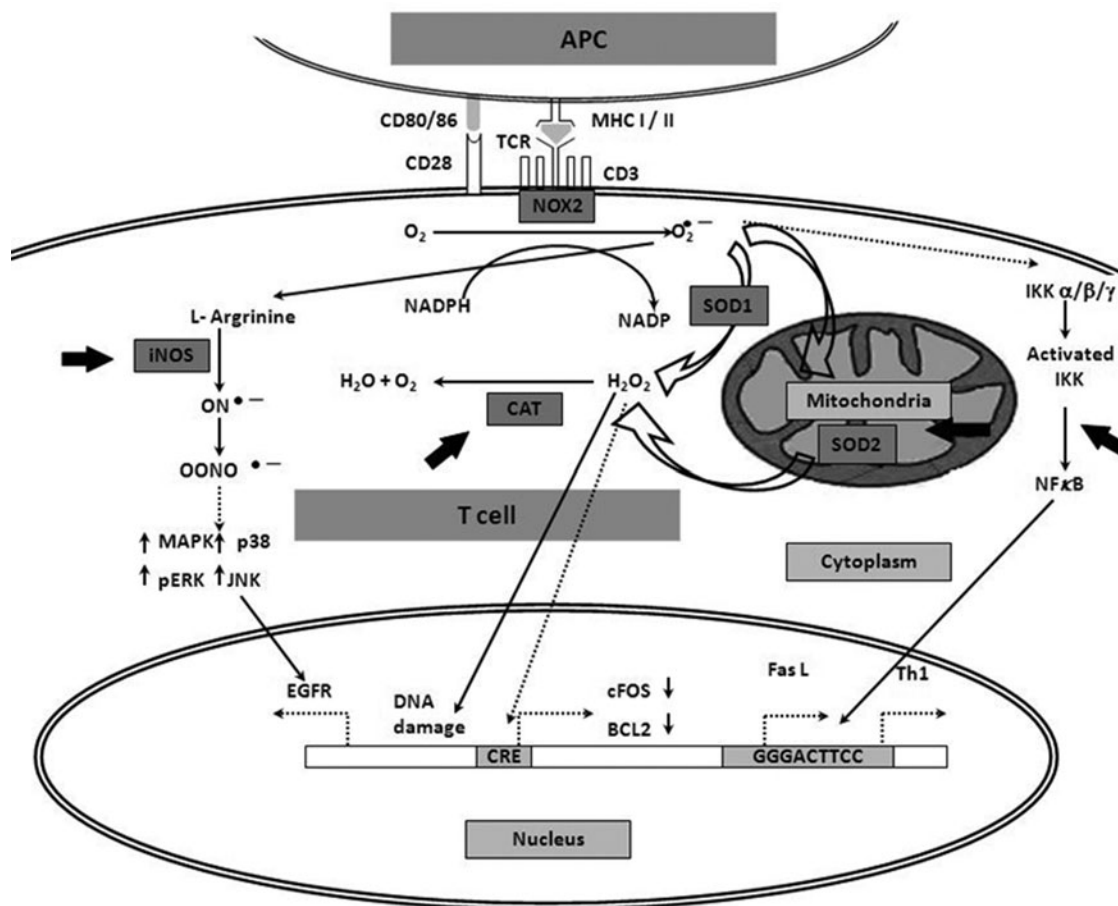 APC
CD80/86
MHC I / II
TCR
CD28
CD3
NOX2
O2
O2•−
NADPH
NADP
SOD1
IKK α/β/γ
L- Argrinine
iNOS
Activated
IKK
H2O + O2
H2O2
Mitochondria
CAT
ON•−
SOD2
OONO•−
NFκB
T cell
↑ MAPK ↑ p38
↑ pERK ↑ JNK
Cytoplasm
EGFR
DNA
damage
cFOS ↓
BCL2 ↓
Fas L
Th1
CRE
GGGACTTCC
Nucleus